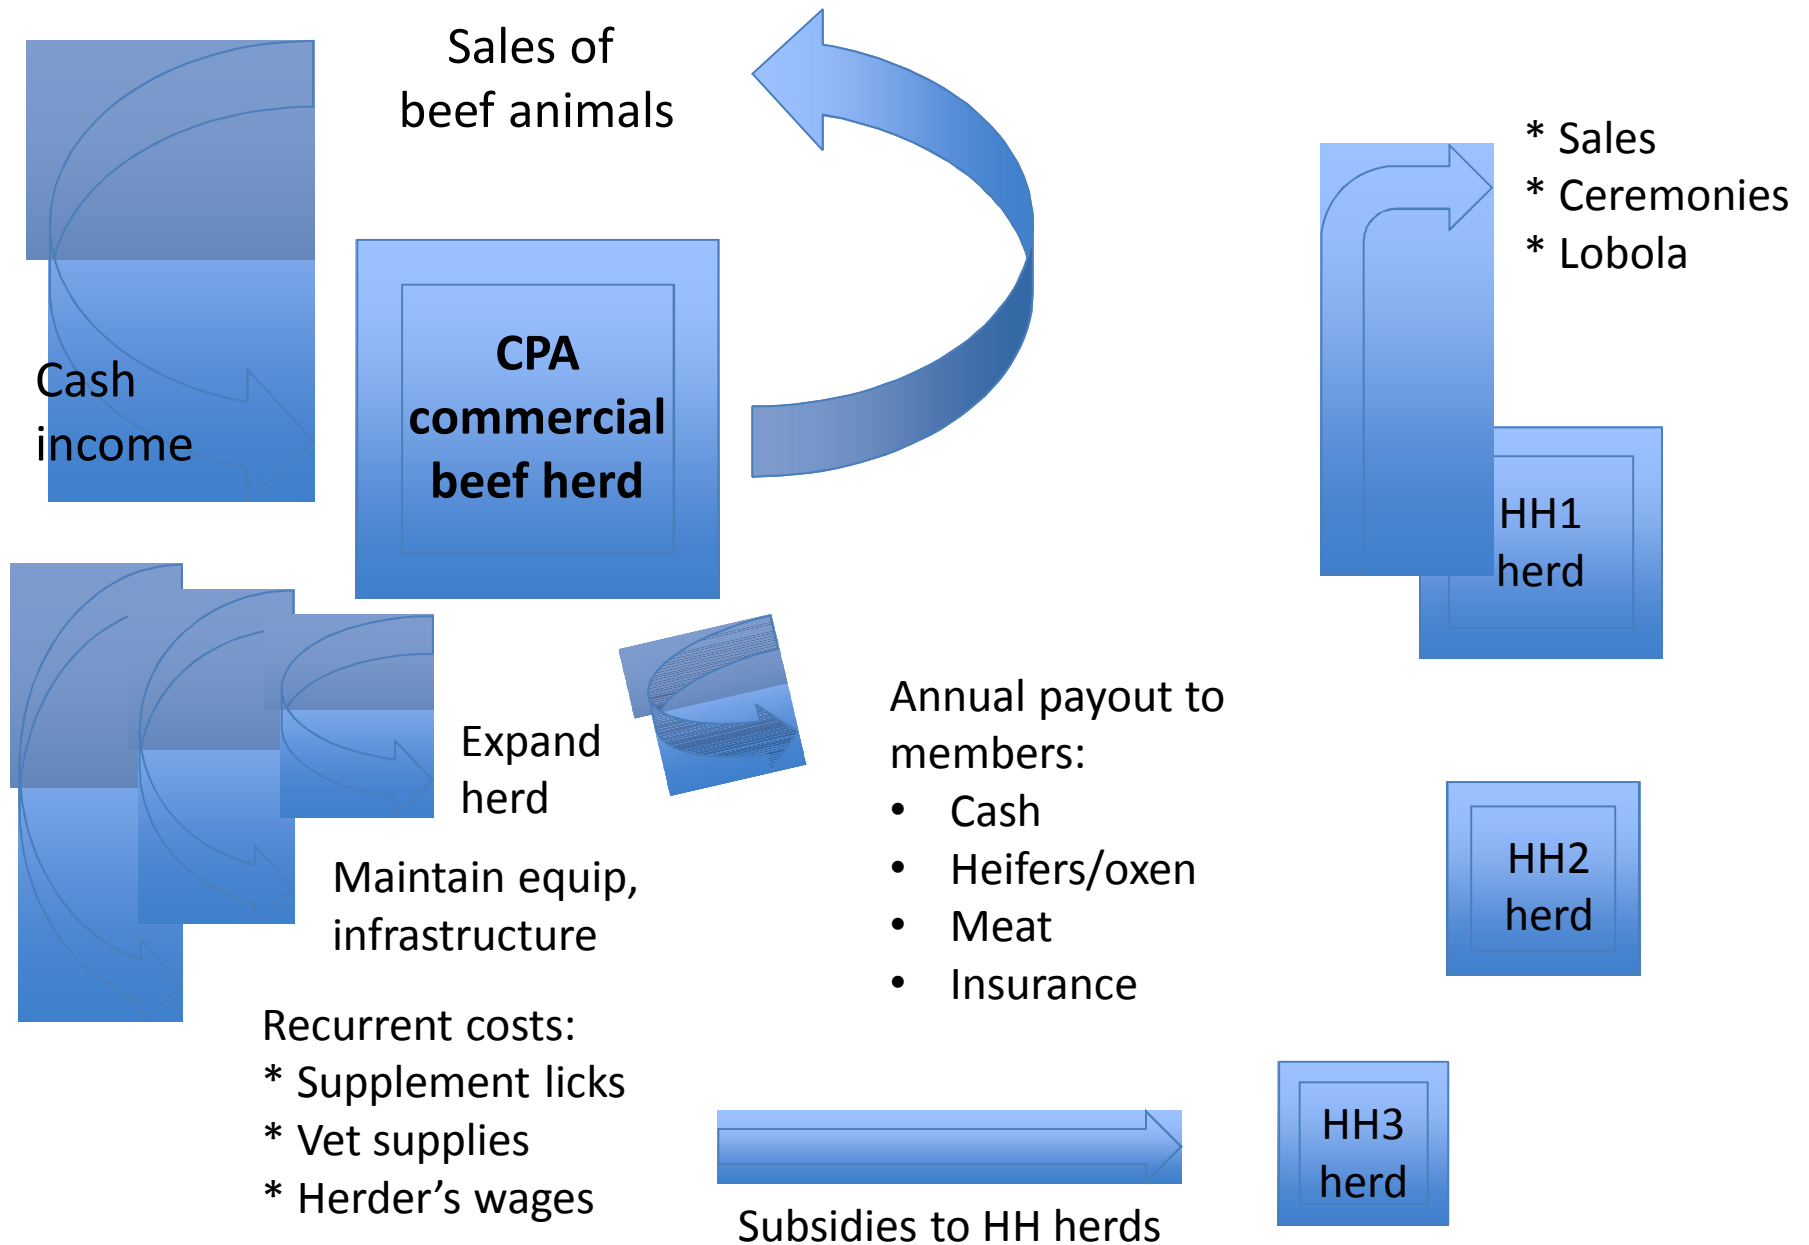 Sales of
beef animals
* Sales
* Ceremonies
* Lobola
Cash
income
CPA
commercial
beef herd
HH1
herd
Expand
herd
Annual payout to
members:
• Cash
• Heifers/oxen
• Meat
• Insurance
HH2
herd
Maintain equip,
infrastructure
Recurrent costs:
* Supplement licks
* Vet supplies
* Herder’s wages
HH3
herd
Subsidies to HH herds